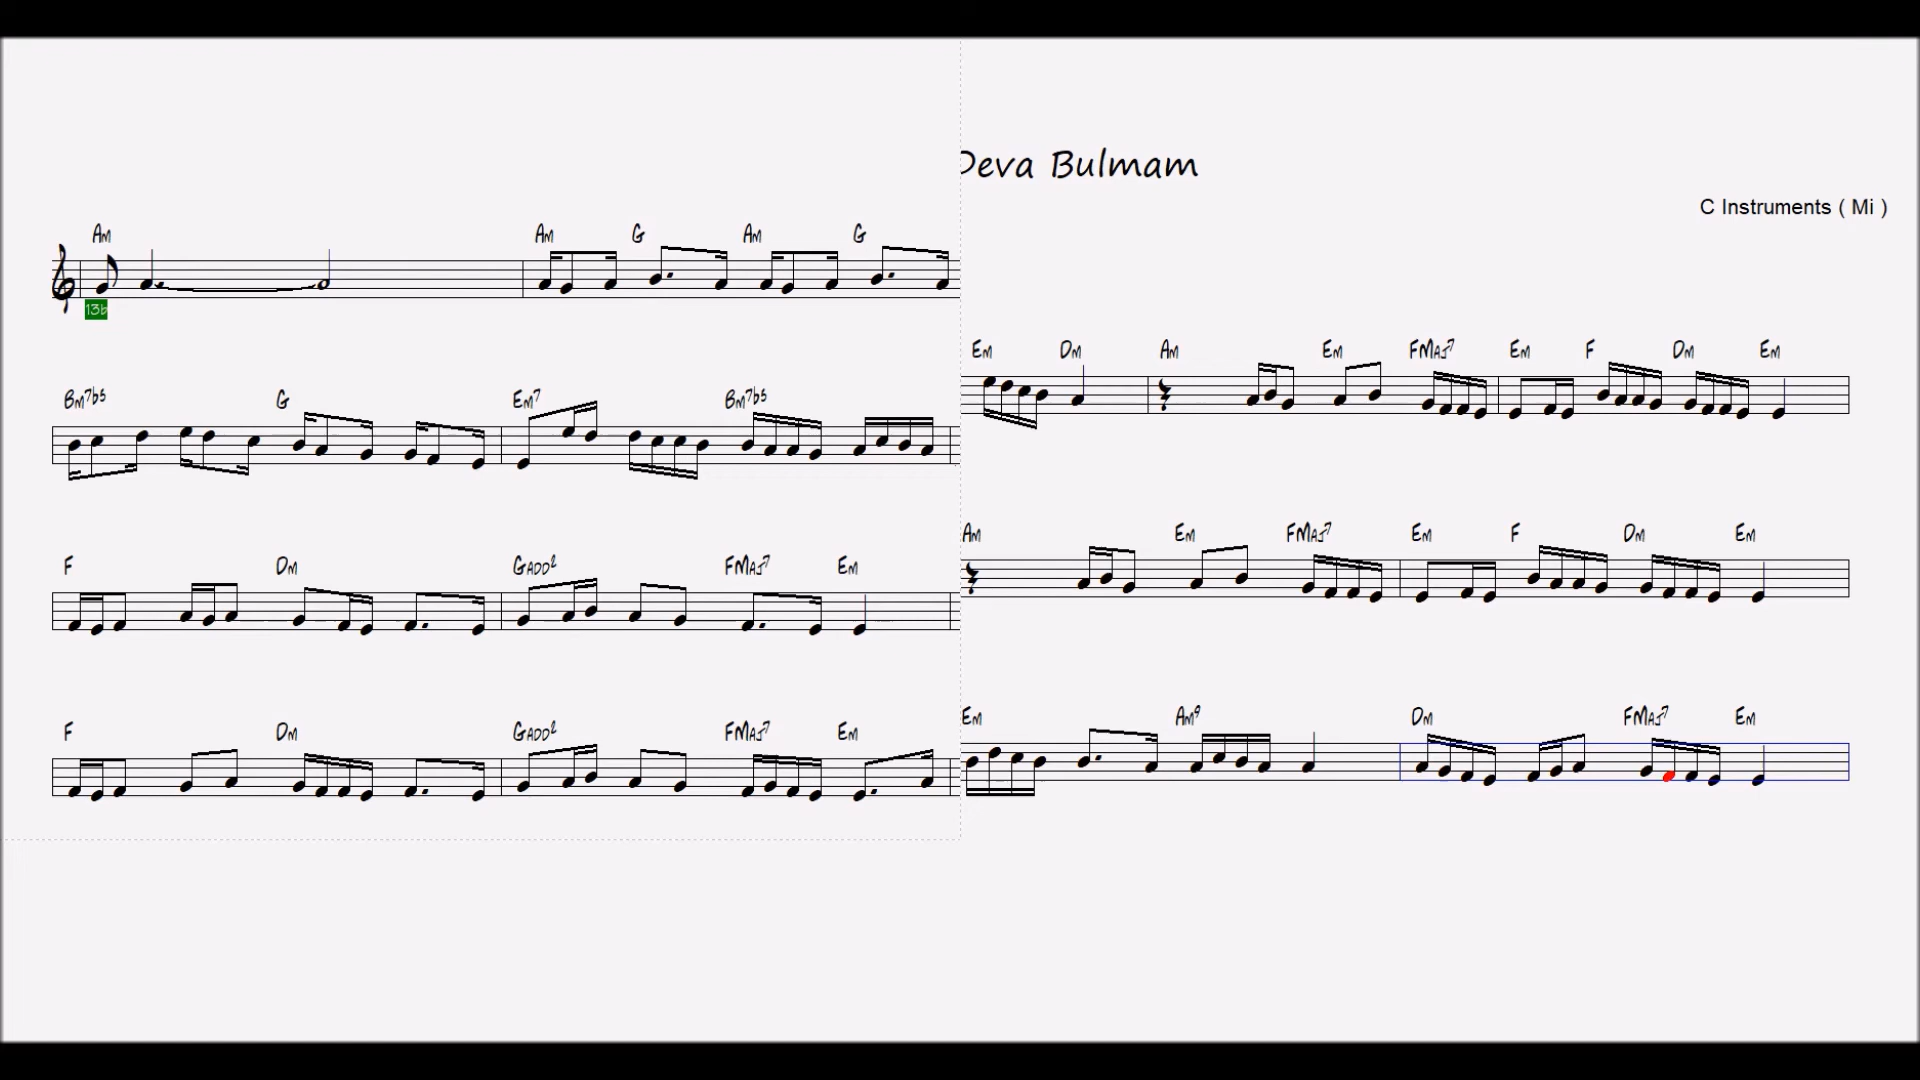 Deva Bulmam
C Instruments ( Mi )
Am Am G Am G
13b
Em Dm Am Em FMaj7 Em F Dm Em
Bm7b5 G Em7 Bm7b5
Am Em FMaj7 Em F Dm Em
F Dm Gadd2 FMaj7 Em
Em Am9 Dm FMaj7 Em
F Dm Gadd2 FMaj7 Em